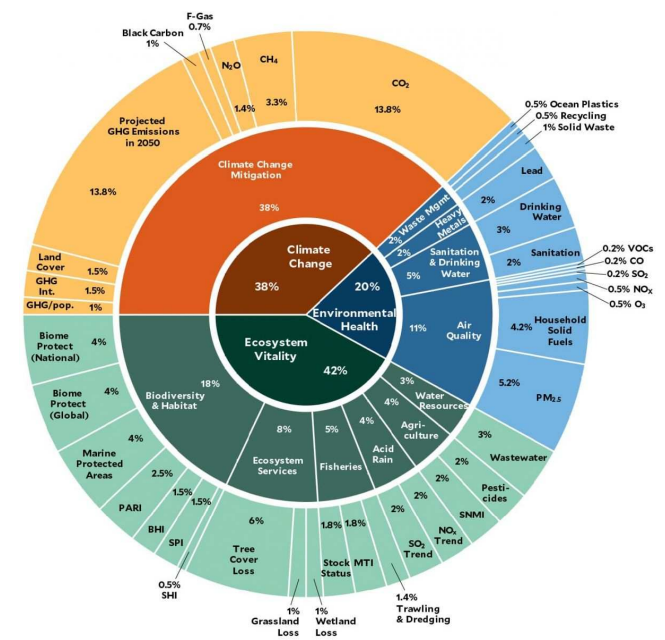 F-Gas
0.7%
Black Carbon
1%
N₂O
1.4%
CH₄
3.3%
CO₂
13.8%
Projected
GHG Emissions
in 2050
13.8%
Land
Cover
1.5%
GHG
Int.
1.5%
GHG/pop.
1%
Climate Change
Mitigation
38%
Climate
Change
38%
20%
Environmental
Health
Ecosystem
Vitality
42%
0.5% Ocean Plastics
0.5% Recycling
1% Solid Waste
Lead
2%
Drinking
Water
3%
Sanitation
2%
0.2% VOCs
0.2% CO
0.2% SO₂
0.5% NOₓ
0.5% O₃
4.2%
Household
Solid
Fuels
5.2%
PM₂.₅
Waste Mgmt
2%
Heavy
Metals
2%
Sanitation
& Drinking
Water
5%
11%
Air
Quality
3%
Water
Resources
4%
Agri-
culture
4%
Acid
Rain
5%
Fisheries
8%
Ecosystem
Services
18%
Biodiversity
& Habitat
Biome
Protect
(National)
4%
Biome
Protect
(Global)
4%
Marine
Protected
Areas
4%
PARI
2.5%
BHI
1.5%
SPI
1.5%
0.5%
SHI
6%
Tree
Cover
Loss
1%
Grassland
Loss
1%
Wetland
Loss
1.8%
Stock
Status
1.8%
MTI
1.4%
Trawling
& Dredging
2%
SO₂
Trend
2%
NOₓ
Trend
2%
SNMI
2%
Pesti-
cides
3%
Wastewater